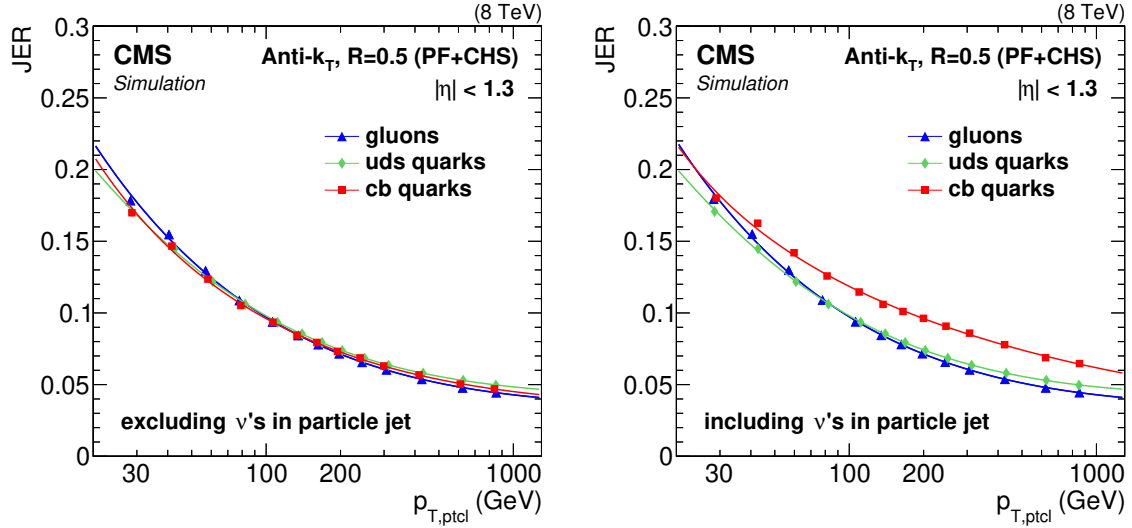 (8 TeV)
JER
0.3
0.25
0.2
0.15
0.1
0.05
0
CMS
Simulation
Anti-k_T, R=0.5 (PF+CHS)
|η| < 1.3
gluons
uds quarks
cb quarks
excluding ν's in particle jet
30 100 200 1000
p_T,ptcl (GeV)
(8 TeV)
JER
0.3
0.25
0.2
0.15
0.1
0.05
0
CMS
Simulation
Anti-k_T, R=0.5 (PF+CHS)
|η| < 1.3
gluons
uds quarks
cb quarks
including ν's in particle jet
30 100 200 1000
p_T,ptcl (GeV)